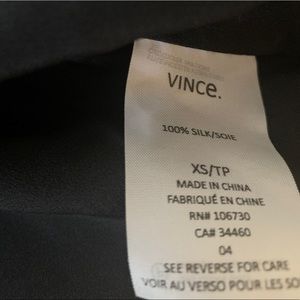 VINCE.
100% SILK/SOIE
XS/TP
MADE IN CHINA
FABRIQUÉ EN CHINE
RN# 106730
CA# 34460
04
SEE REVERSE FOR CARE
VOIR AU VERSO POUR LES